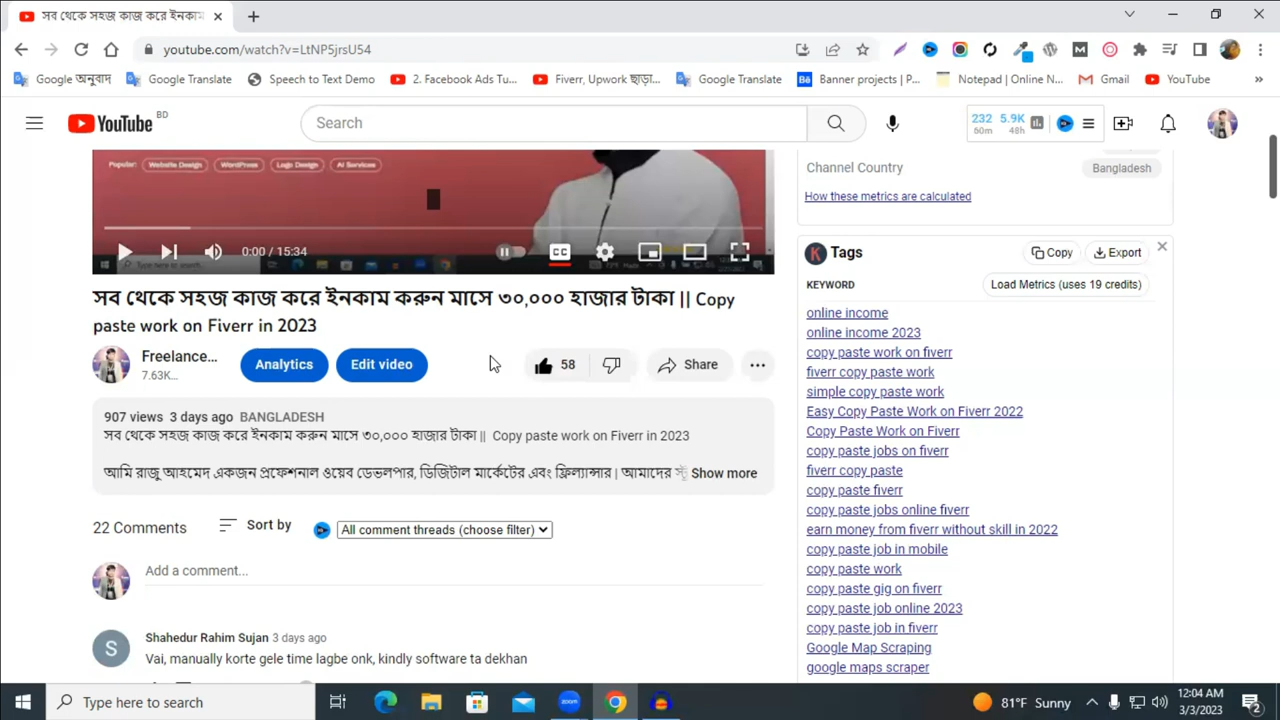 সব থেকে সহজ কাজ করে ইনকাম
youtube.com/watch?v=LtNP5jrsU54
Google অনুবাদ
Google Translate
Speech to Text Demo
2. Facebook Ads Tu...
Fiverr, Upwork ছাড়া...
Google Translate
Banner projects | P...
Notepad | Online N...
Gmail
YouTube
YouTube BD
Search
232 5.9K
60m 48h
Popular: Website Design WordPress Logo Design AI Services
Channel Country Bangladesh
How these metrics are calculated
0:00 / 15:34
CC
Type here to search
Tags
Copy
Export
KEYWORD
Load Metrics (uses 19 credits)
online income
online income 2023
copy paste work on fiverr
fiverr copy paste work
simple copy paste work
Easy Copy Paste Work on Fiverr 2022
Copy Paste Work on Fiverr
copy paste jobs on fiverr
fiverr copy paste
copy paste fiverr
copy paste jobs online fiverr
earn money from fiverr without skill in 2022
copy paste job in mobile
copy paste work
copy paste gig on fiverr
copy paste job online 2023
copy paste job in fiverr
Google Map Scraping
google maps scraper
সব থেকে সহজ কাজ করে ইনকাম করুন মাসে ৩০,০০০ হাজার টাকা || Copy
paste work on Fiverr in 2023
Freelance...
7.63K...
Analytics
Edit video
58
Share
907 views 3 days ago BANGLADESH
সব থেকে সহজ কাজ করে ইনকাম করুন মাসে ৩০,০০০ হাজার টাকা || Copy paste work on Fiverr in 2023
আমি রাজু আহমেদ একজন প্রফেশনাল ওয়েব ডেভলপার, ডিজিটাল মার্কেটের এবং ফ্রিল্যান্সার | আমাদের Show more
22 Comments
Sort by
All comment threads (choose filter)
Add a comment...
S
Shahedur Rahim Sujan 3 days ago
Vai, manually korte gele time lagbe onk, kindly software ta dekhan
Type here to search
zoom
81°F Sunny
12:04 AM
3/3/2023
2